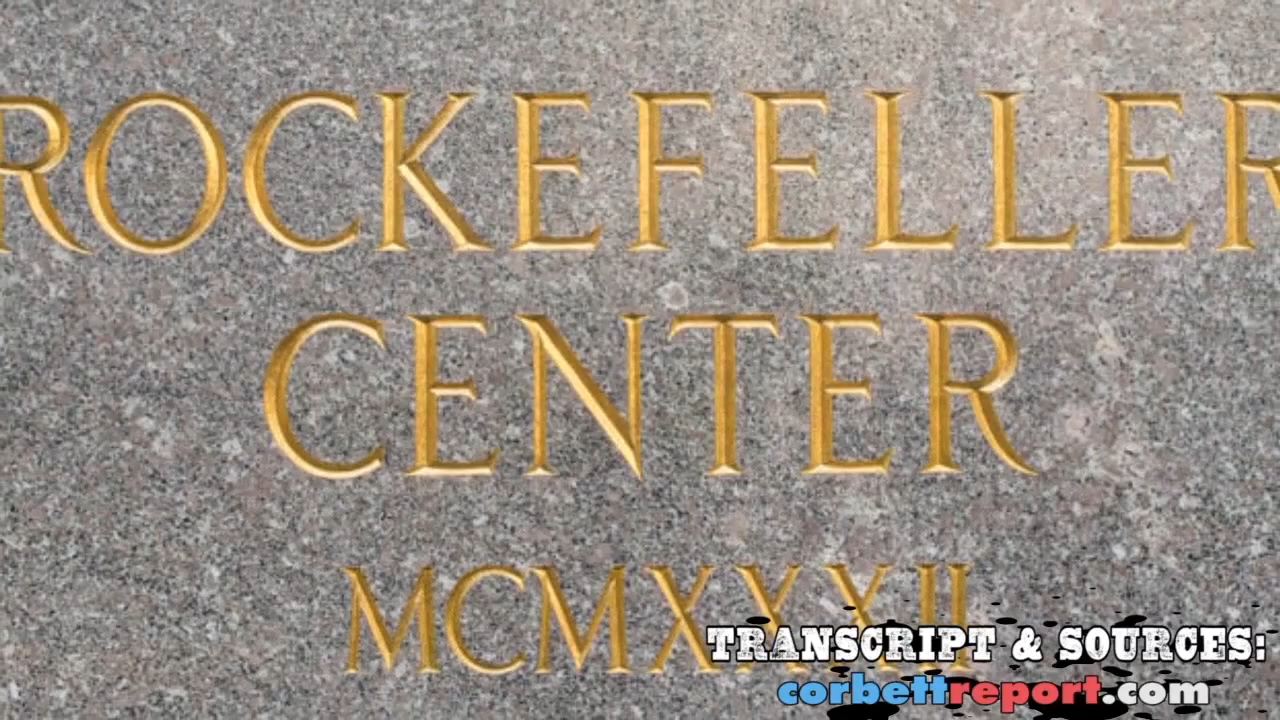 ROCKEFELLER
CENTER
MCMXXXII
TRANSCRIPT & SOURCES:
corbettreport.com